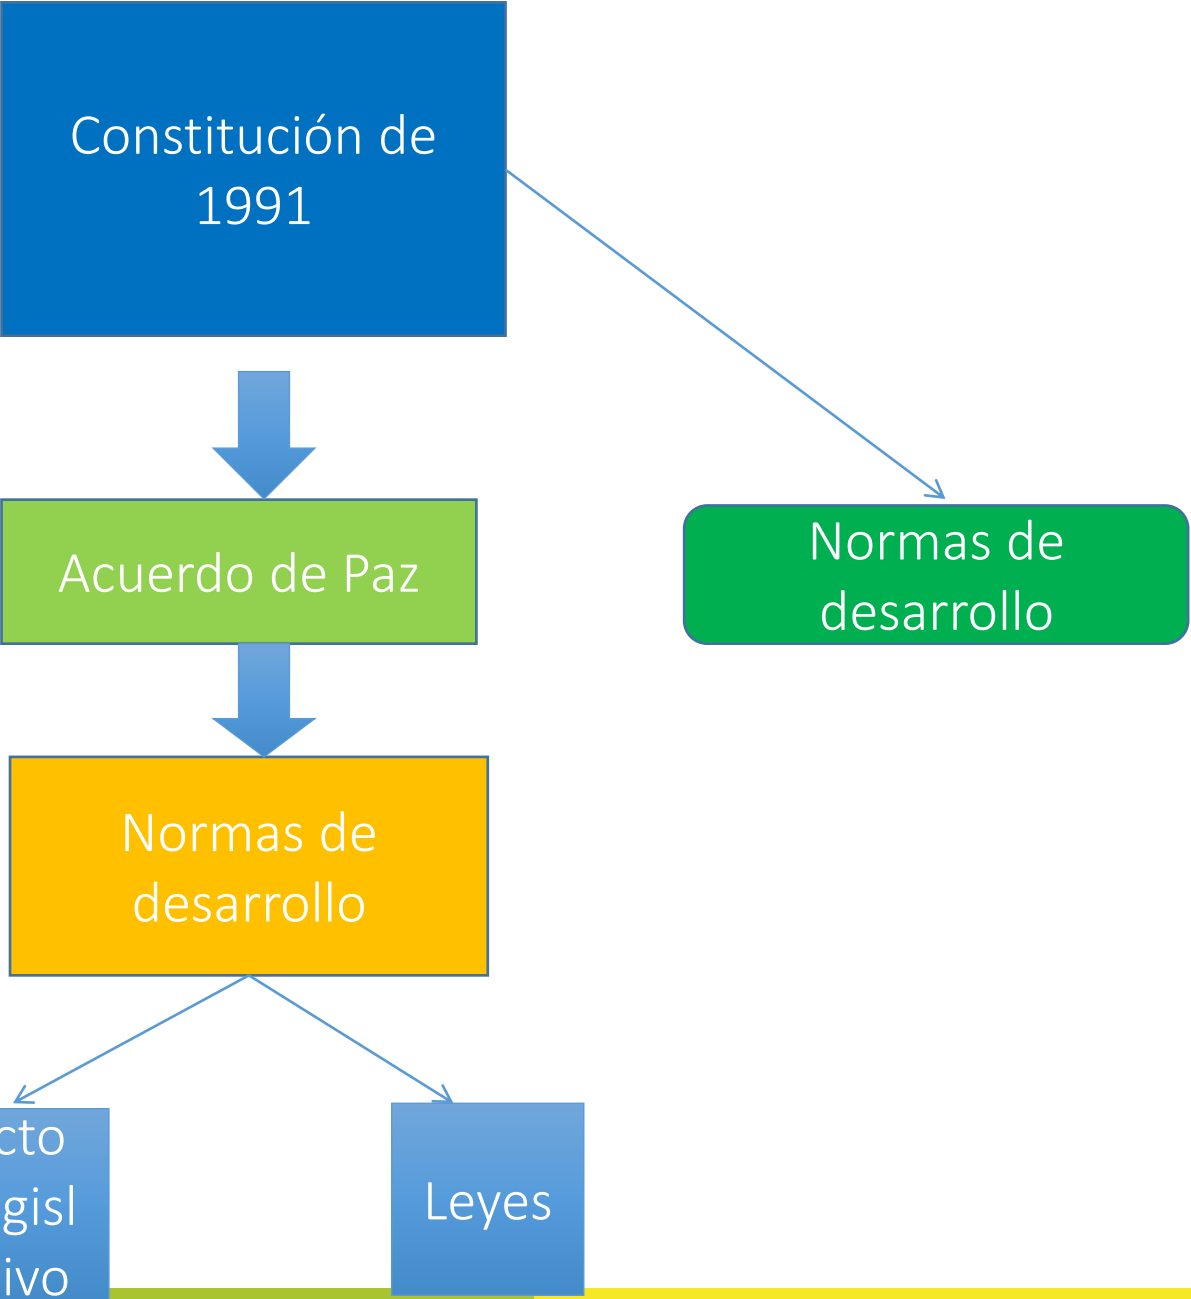 Constitución de
1991
Acuerdo de Paz
Normas de
desarrollo
Normas de
desarrollo
cto
gisl
ivo
Leyes